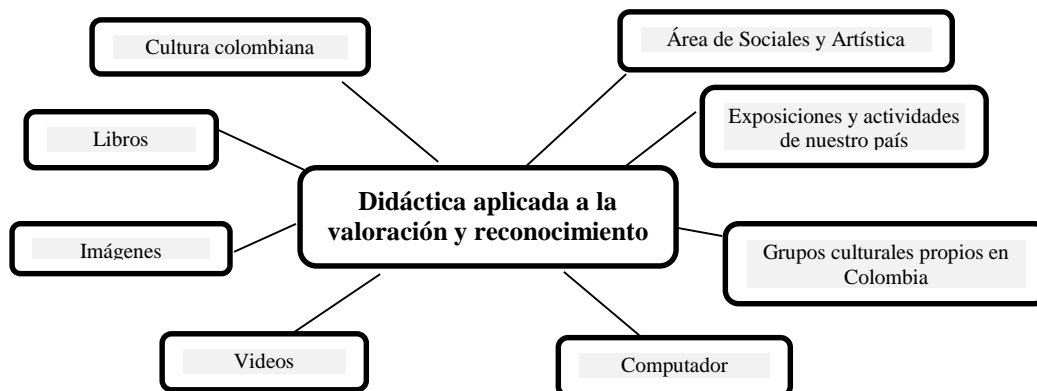 Cultura colombiana
Área de Sociales y Artística
Libros
Exposiciones y actividades
de nuestro país
Didáctica aplicada a la
valoración y reconocimiento
Imágenes
Grupos culturales propios en
Colombia
Videos
Computador